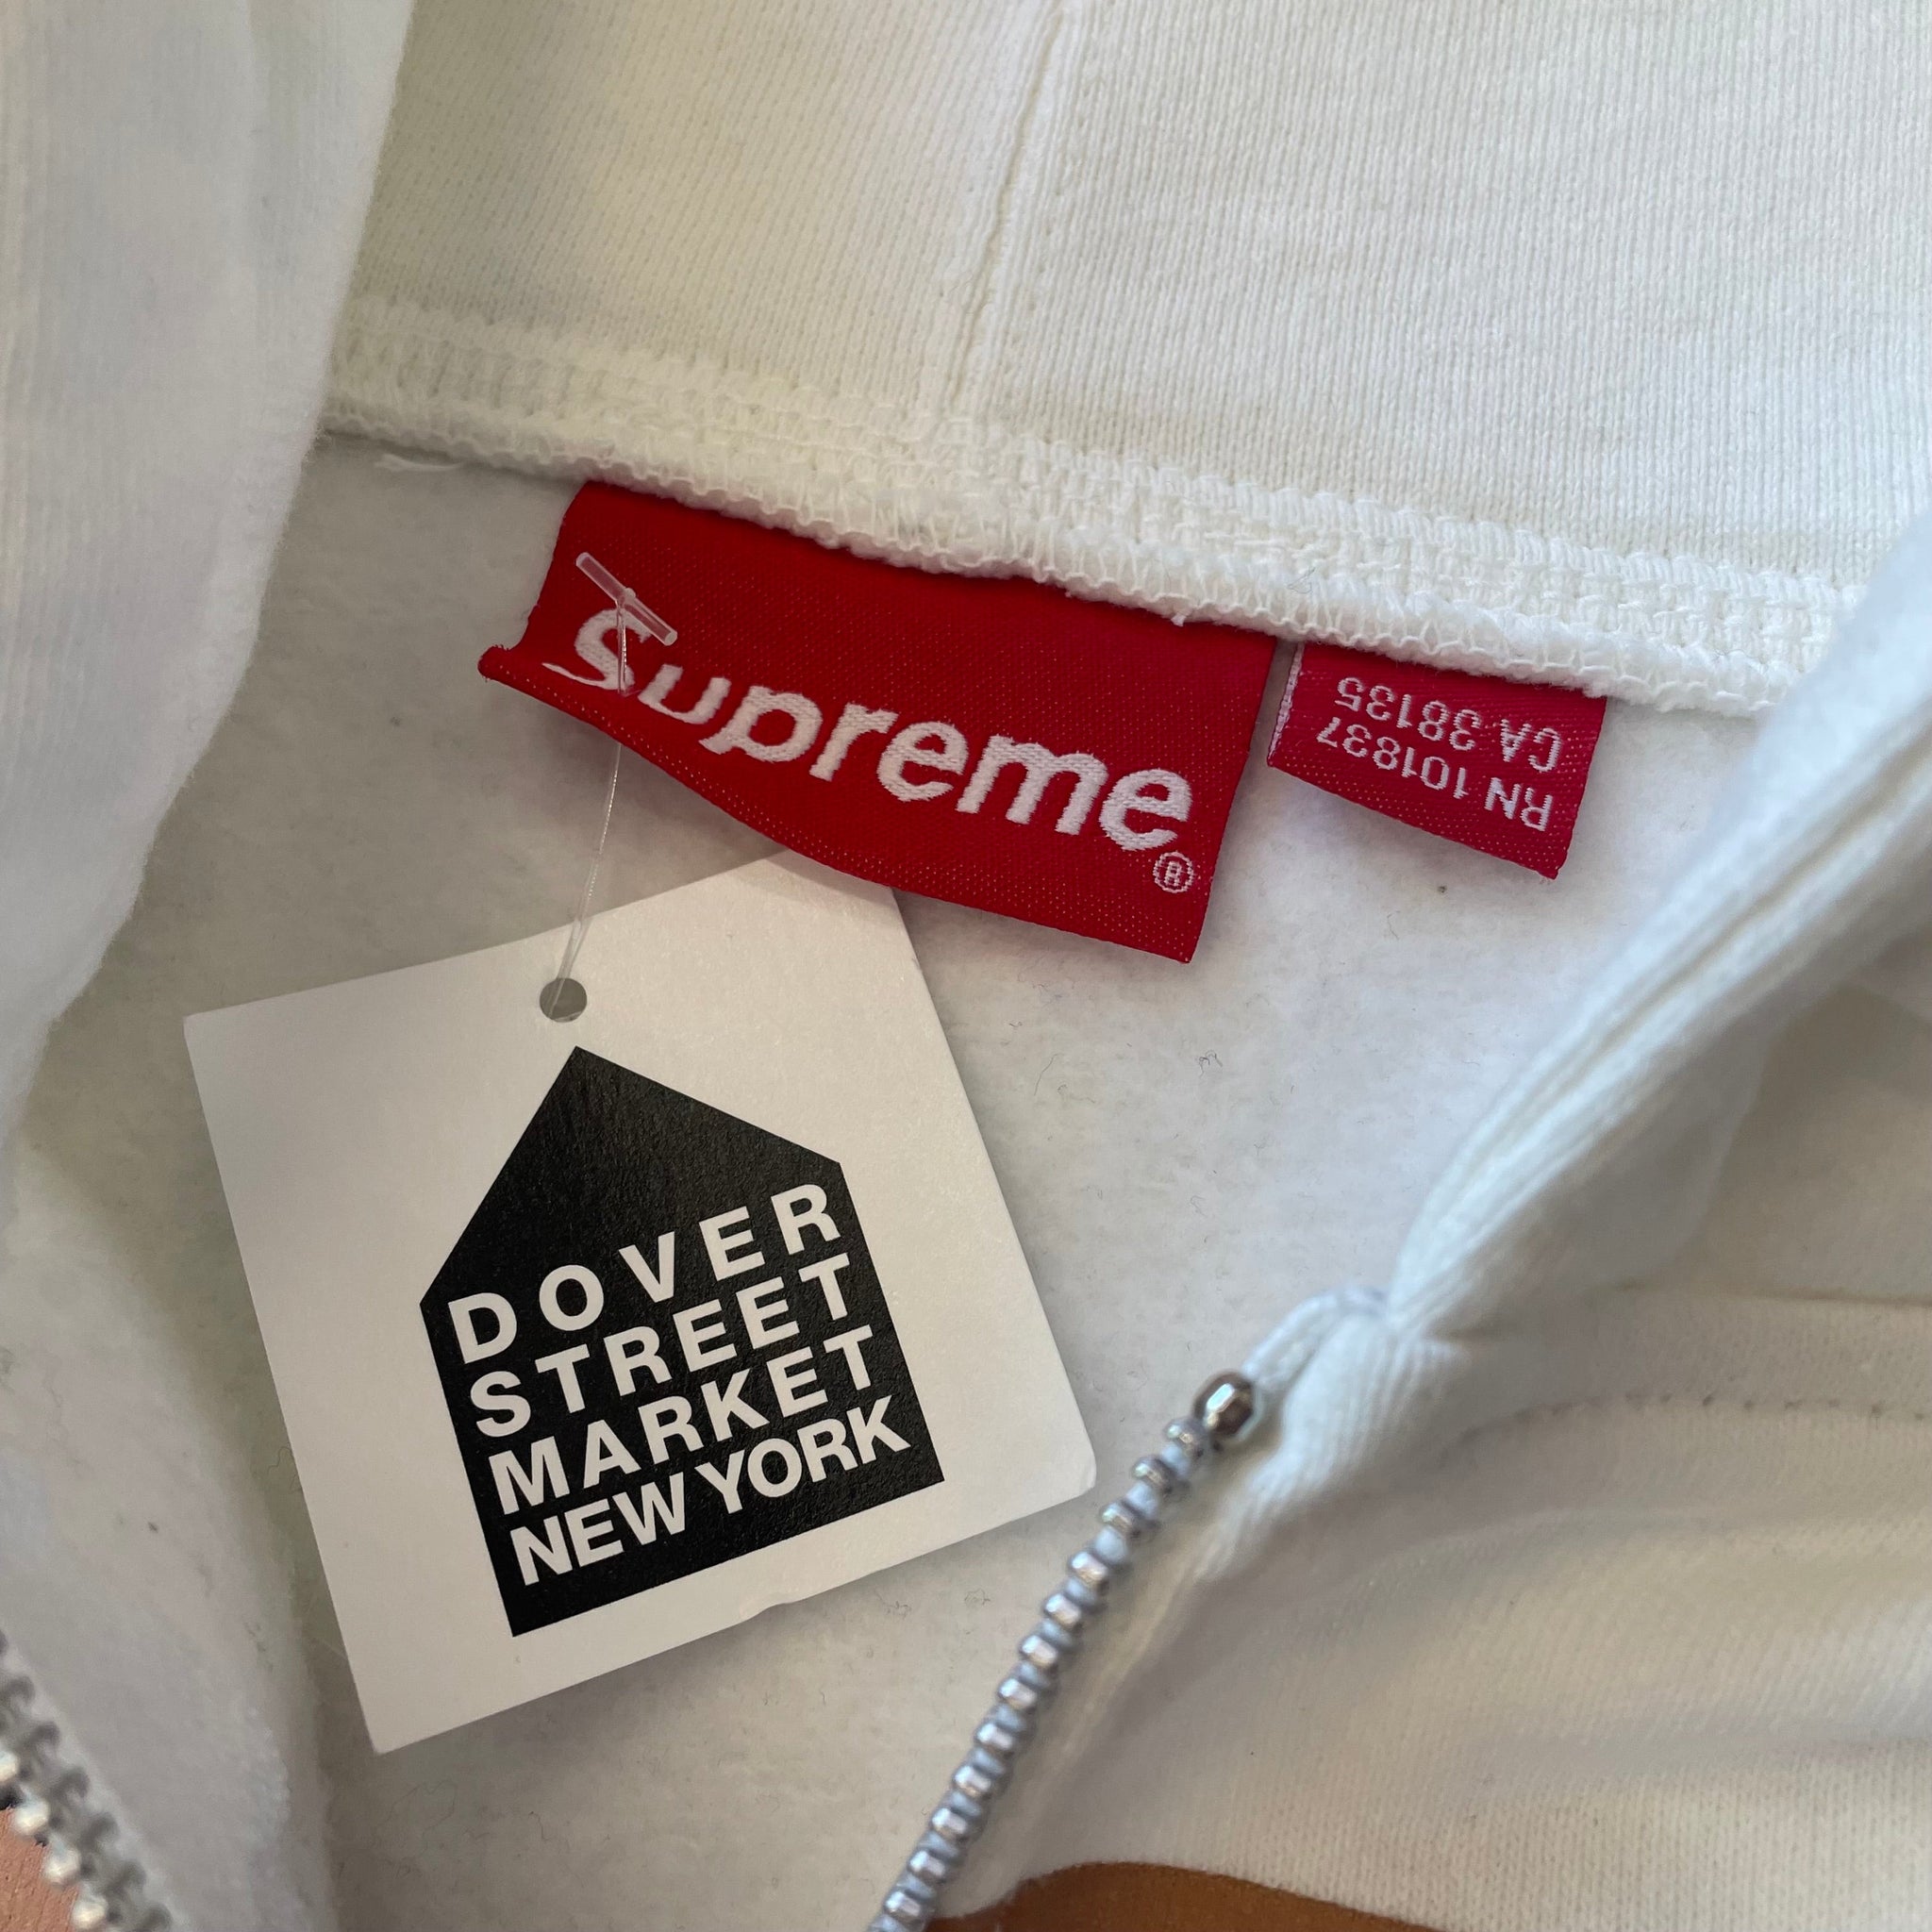 Supreme
®
RN 101837
CA 38135
DOVER
STREET
MARKET
NEW YORK